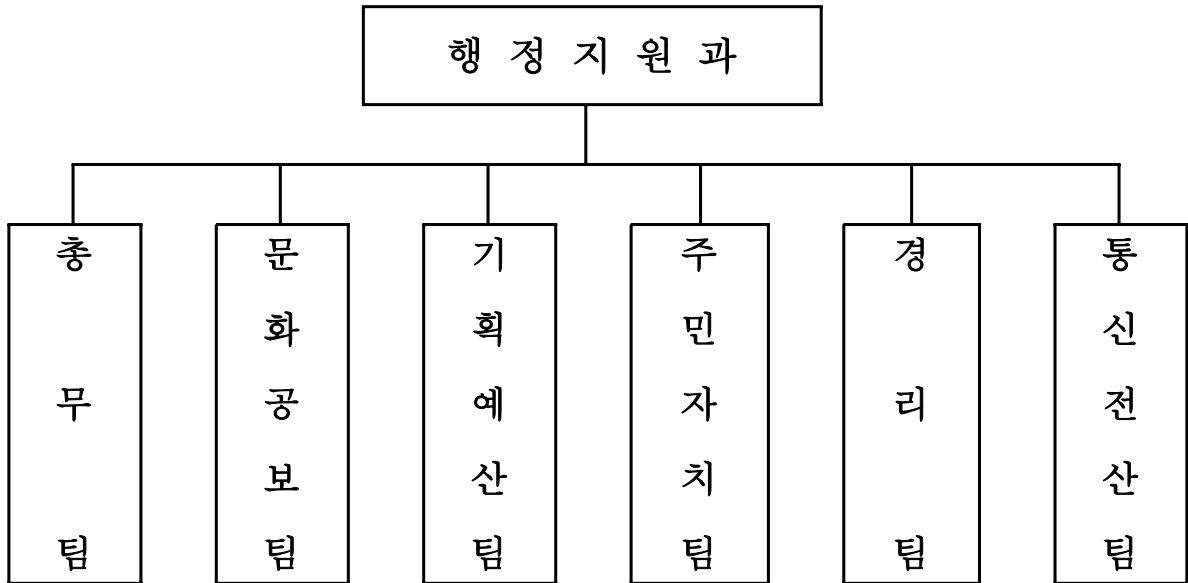 행 정 지 원 과
총무팀
문화공보팀
기획예산팀
주민자치팀
경리팀
통신전산팀